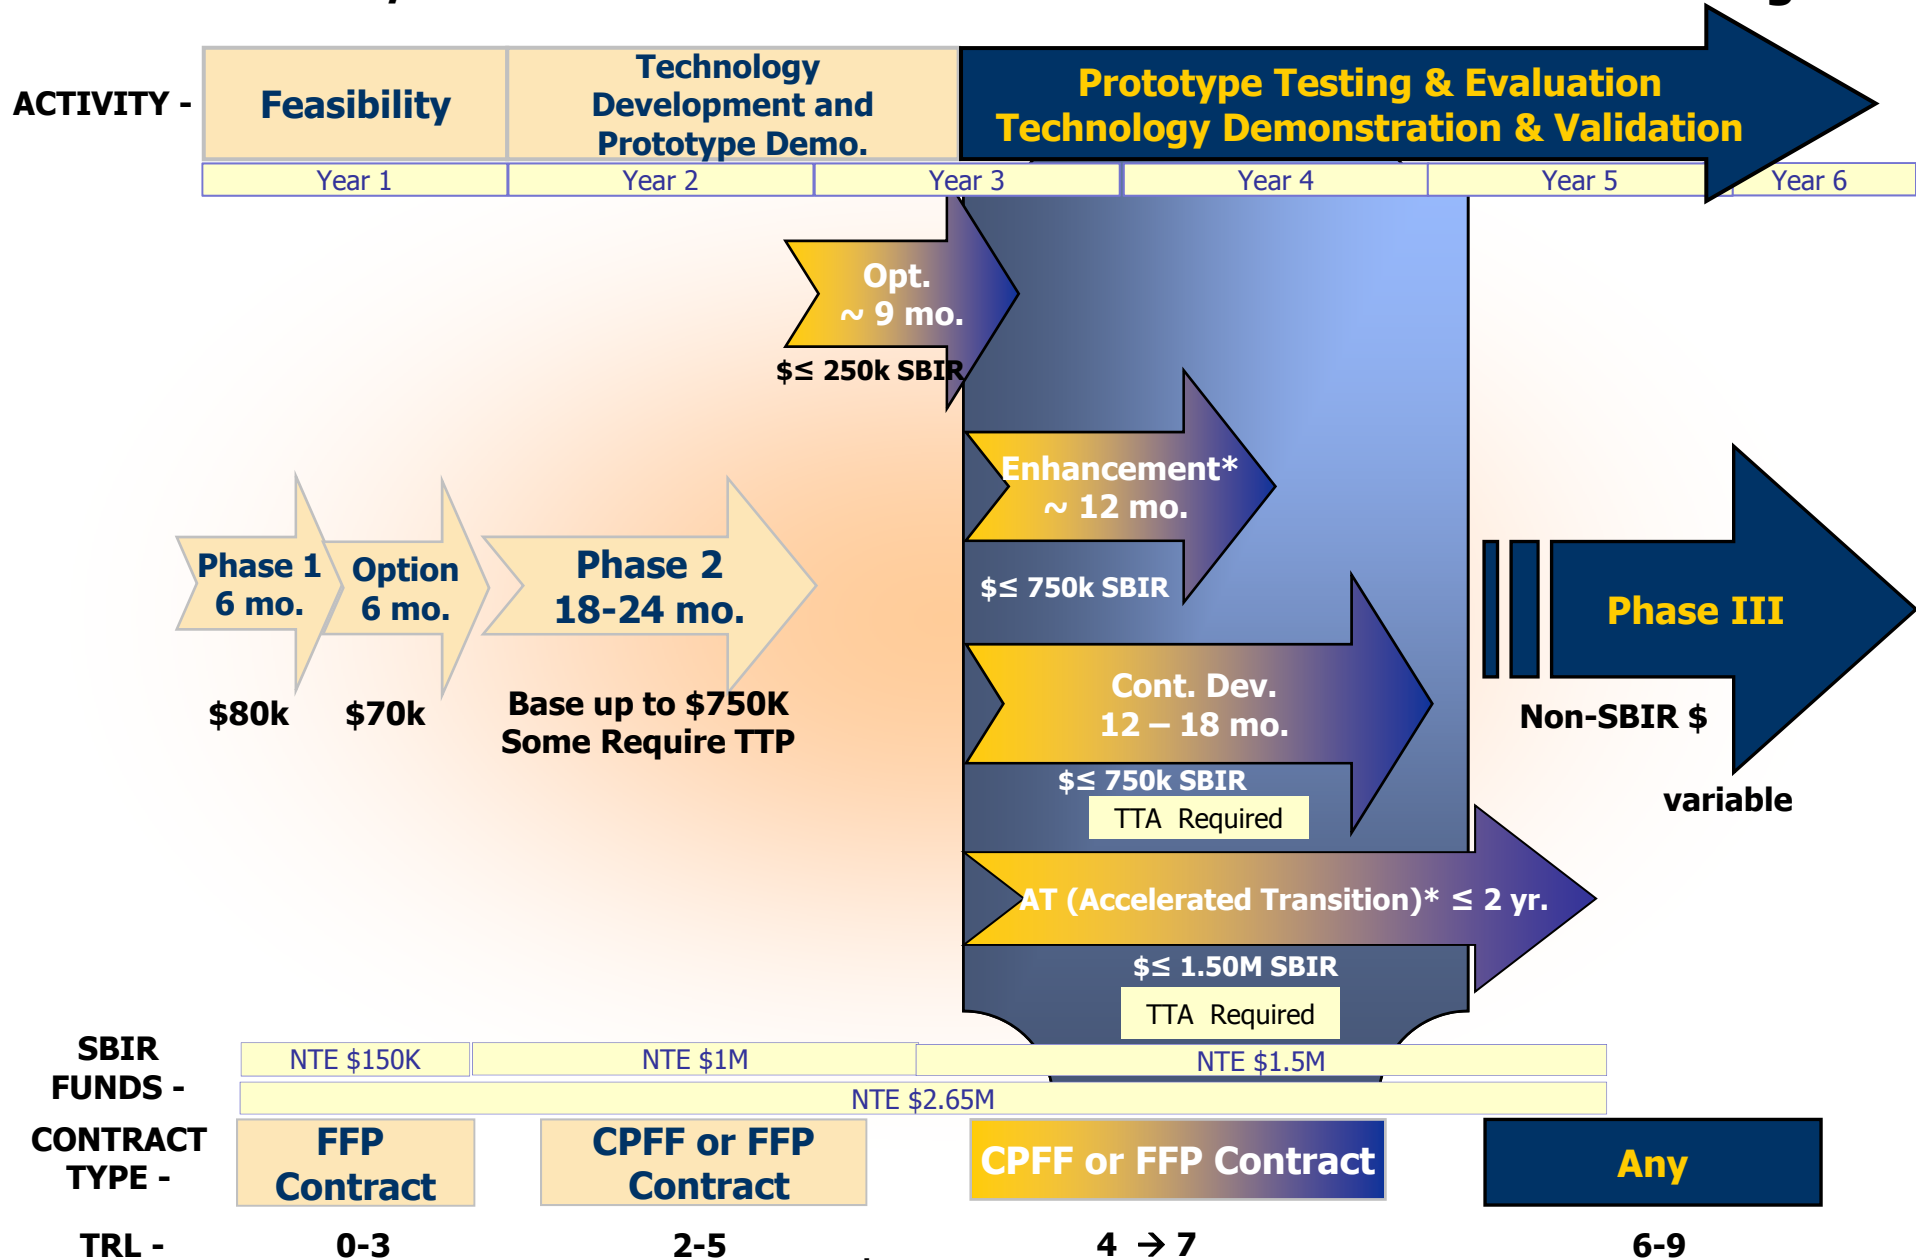 ACTIVITY -
Feasibility
Technology
Development and
Prototype Demo.
Prototype Testing & Evaluation
Technology Demonstration & Validation
Year 1
Year 2
Year 3
Year 4
Year 5
Year 6
Opt.
~ 9 mo.
$≤ 250k SBIR
Enhancement*
~ 12 mo.
$≤ 750k SBIR
Phase 1
6 mo.
Option
6 mo.
Phase 2
18-24 mo.
$80k
$70k
Base up to $750K
Some Require TTP
Cont. Dev.
12 – 18 mo.
$≤ 750k SBIR
TTA Required
Phase III
Non-SBIR $
variable
AT (Accelerated Transition)* ≤ 2 yr.
$≤ 1.50M SBIR
TTA Required
SBIR
FUNDS -
NTE $150K
NTE $1M
NTE $1.5M
NTE $2.65M
CONTRACT
TYPE -
FFP
Contract
CPFF or FFP
Contract
CPFF or FFP Contract
Any
TRL -
0-3
2-5
4 → 7
6-9